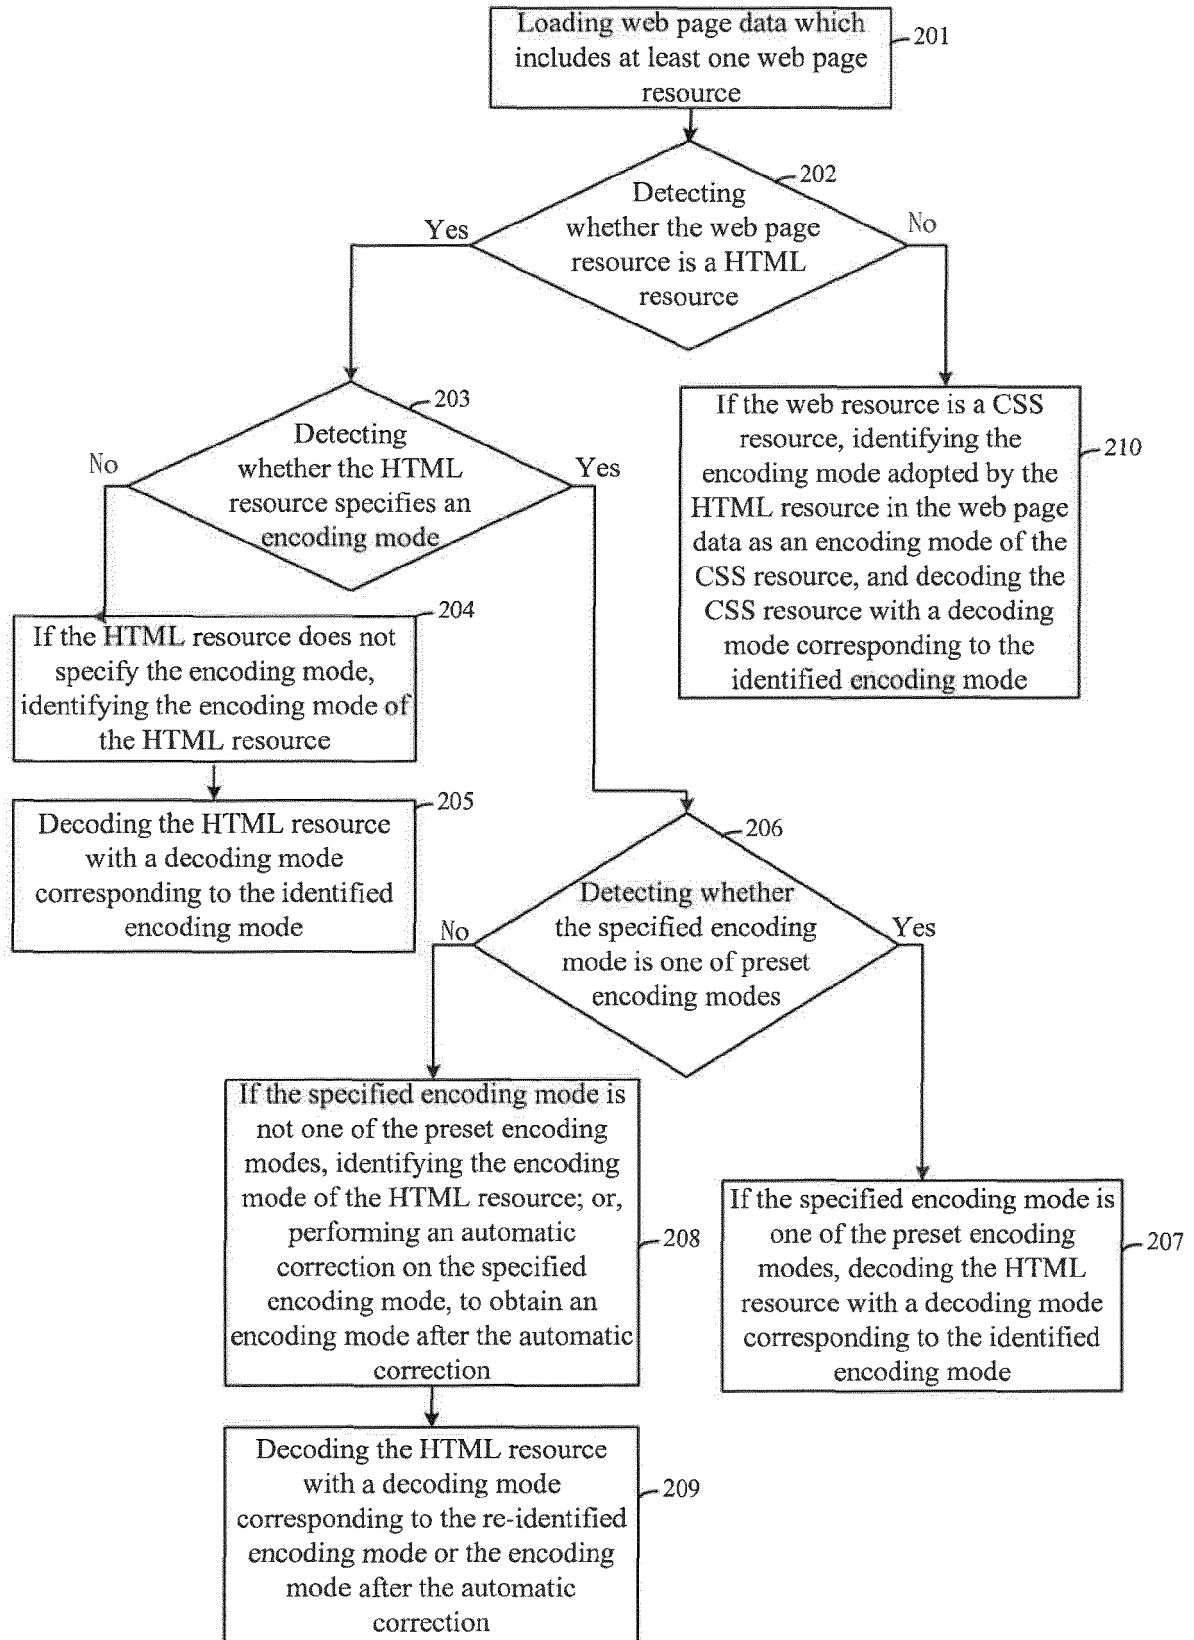 Loading web page data which
includes at least one web page
resource
201
202
Detecting
whether the web page
resource is a HTML
resource
Yes
No
203
Detecting
whether the HTML
resource specifies an
encoding mode
No
Yes
If the web resource is a CSS
resource, identifying the
encoding mode adopted by the
HTML resource in the web page
data as an encoding mode of the
CSS resource, and decoding the
CSS resource with a decoding
mode corresponding to the
identified encoding mode
210
204
If the HTML resource does not
specify the encoding mode,
identifying the encoding mode of
the HTML resource
205
Decoding the HTML resource
with a decoding mode
corresponding to the identified
encoding mode
206
Detecting whether
the specified encoding
mode is one of preset
encoding modes
No
Yes
If the specified encoding mode is
not one of the preset encoding
modes, identifying the encoding
mode of the HTML resource; or,
performing an automatic
correction on the specified
encoding mode, to obtain an
encoding mode after the automatic
correction
208
If the specified encoding mode is
one of the preset encoding
modes, decoding the HTML
resource with a decoding mode
corresponding to the identified
encoding mode
207
Decoding the HTML resource
with a decoding mode
corresponding to the re-identified
encoding mode or the encoding
mode after the automatic
correction
209